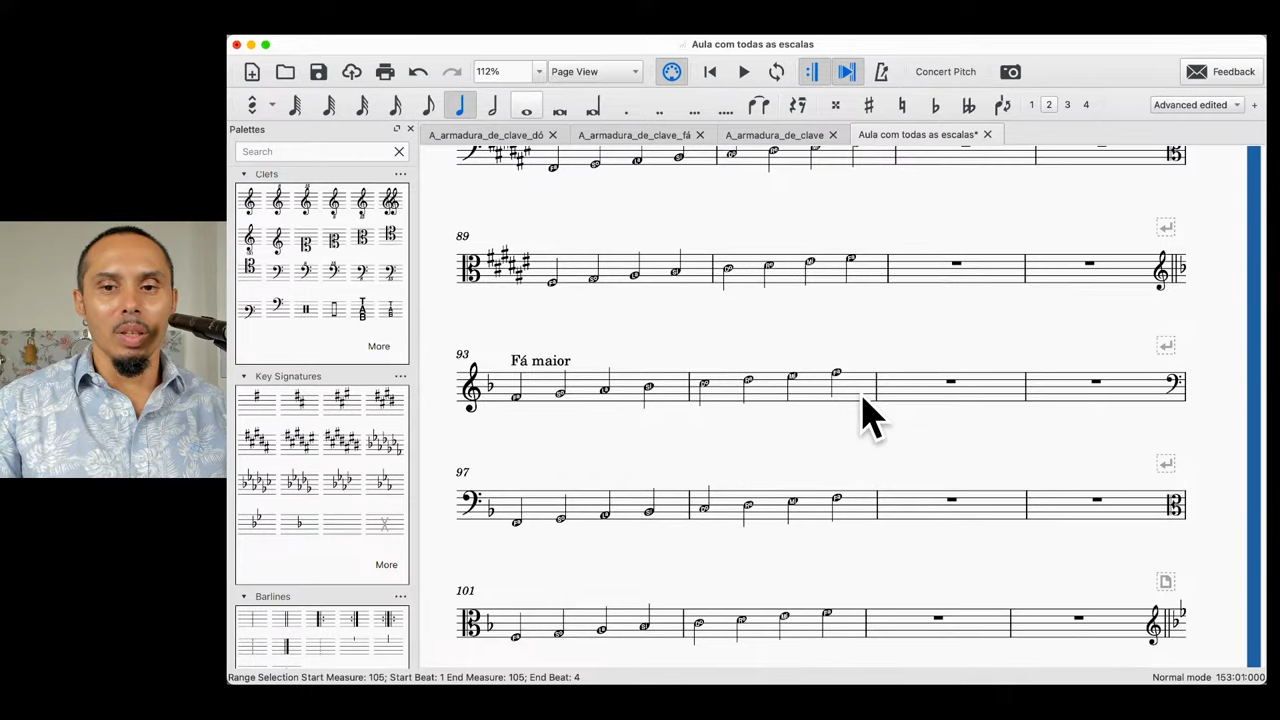 Aula com todas as escalas
112%
Page View
Concert Pitch
Feedback
1 2 3 4
Advanced edited
+
Palettes
A_armadura_de_clave_dó
A_armadura_de_clave_fá
A_armadura_de_clave
Aula com todas as escalas*
Search
Clefs
More
Key Signatures
More
Barlines
89
93
Fá maior
97
101
Range Selection Start Measure: 105; Start Beat: 1 End Measure: 105; End Beat: 4
Normal mode 153:01:000